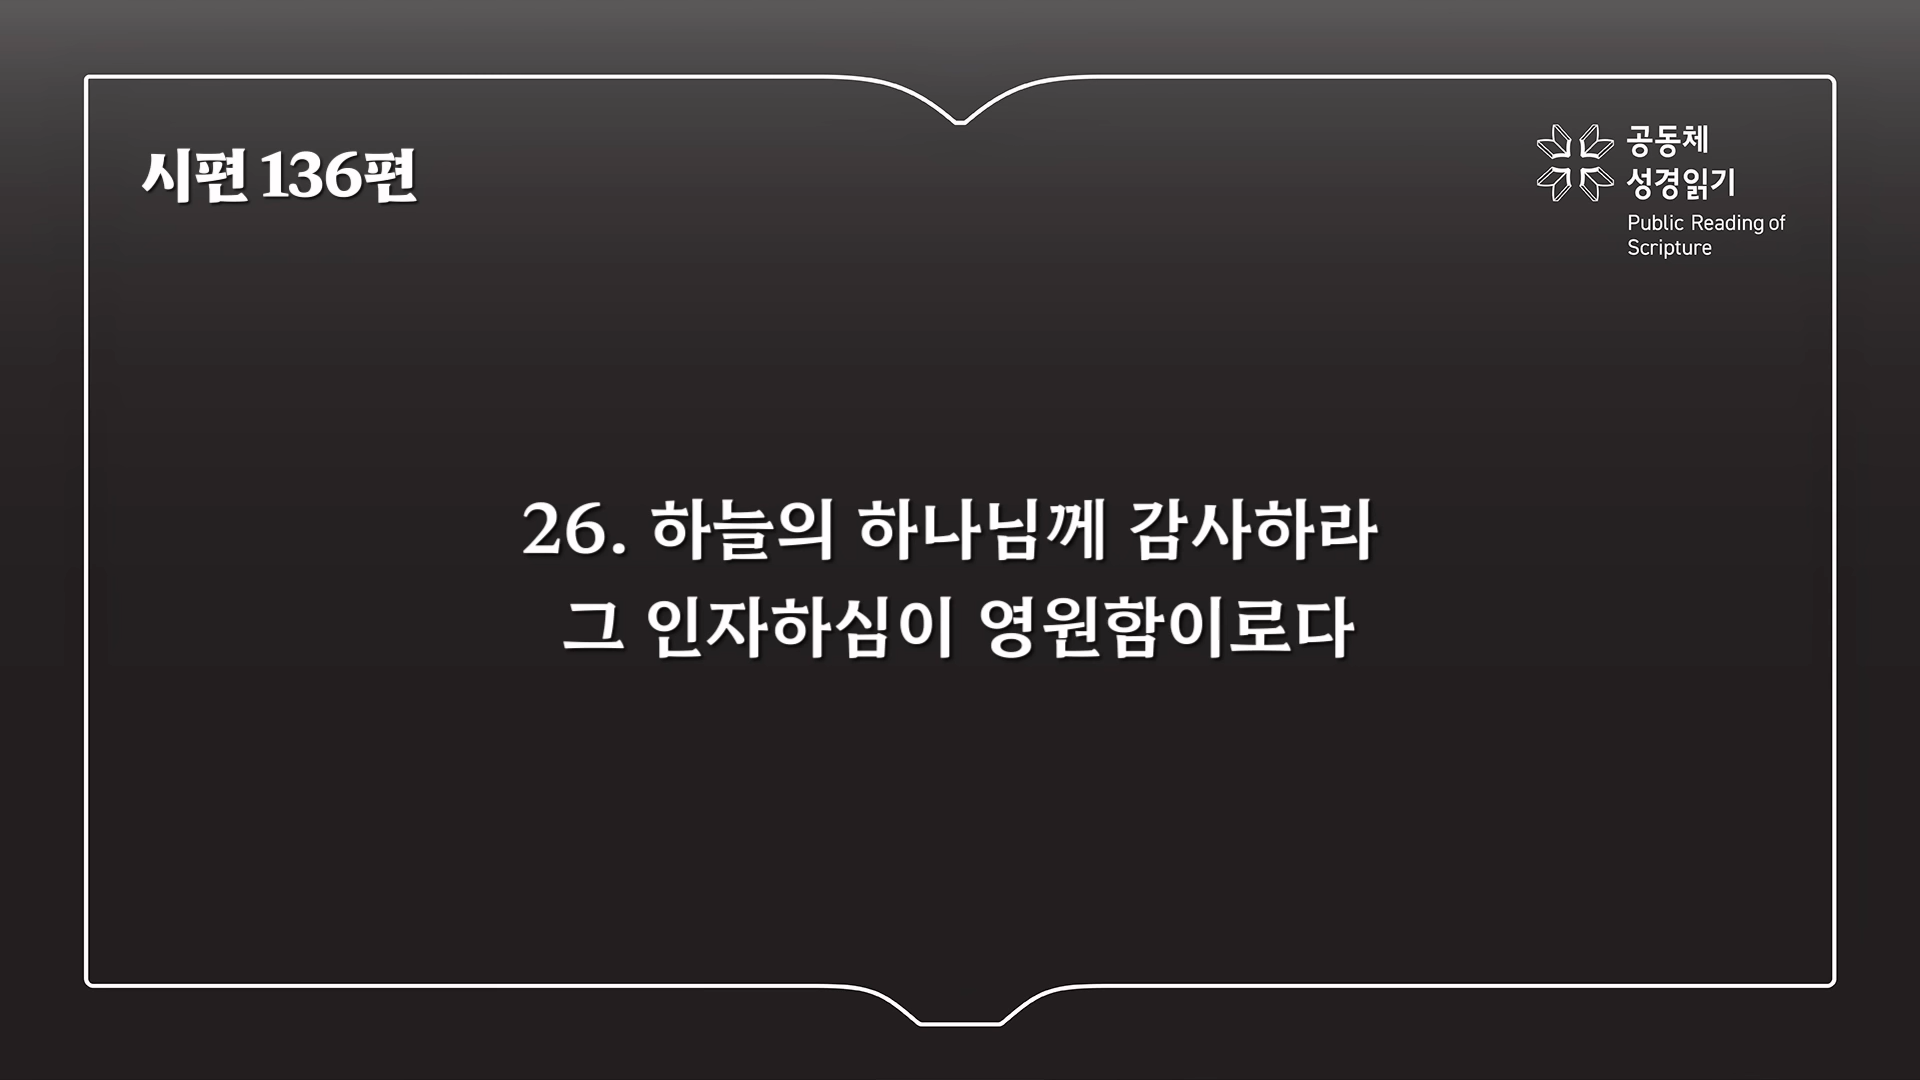 시편 136편
공동체
성경읽기
Public Reading of
Scripture
26. 하늘의 하나님께 감사하라
그 인자하심이 영원함이로다